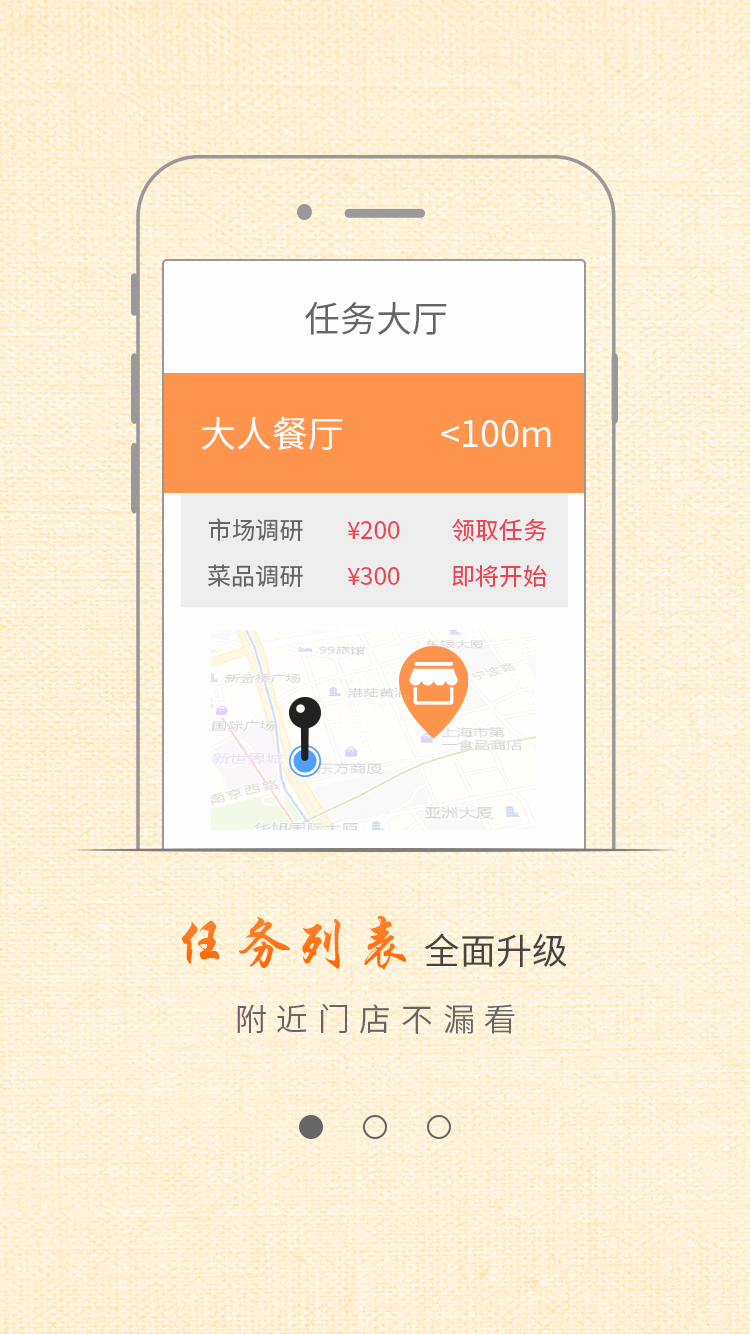 任务大厅
大人餐厅 <100m
市场调研 ¥200 领取任务
菜品调研 ¥300 即将开始
99旅馆
东银大厦
新金桥广场
港陆黄浦
宁波路
国际广场
上海市第
一食品商店
新世界城
东方商厦
南京西路
亚洲大厦
华旭国际大厦
任务列表 全面升级
附近门店不漏看